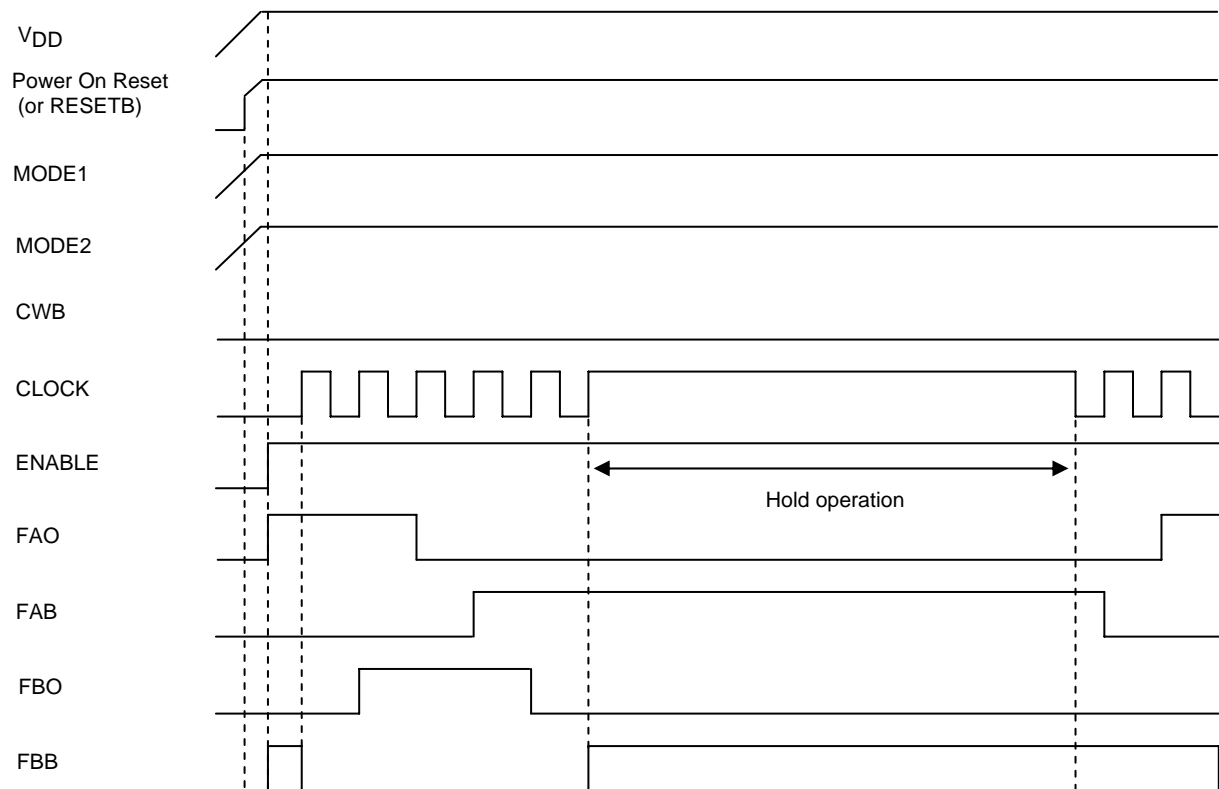 VDD
Power On Reset
(or RESETB)
MODE1
MODE2
CWB
CLOCK
ENABLE
Hold operation
FAO
FAB
FBO
FBB